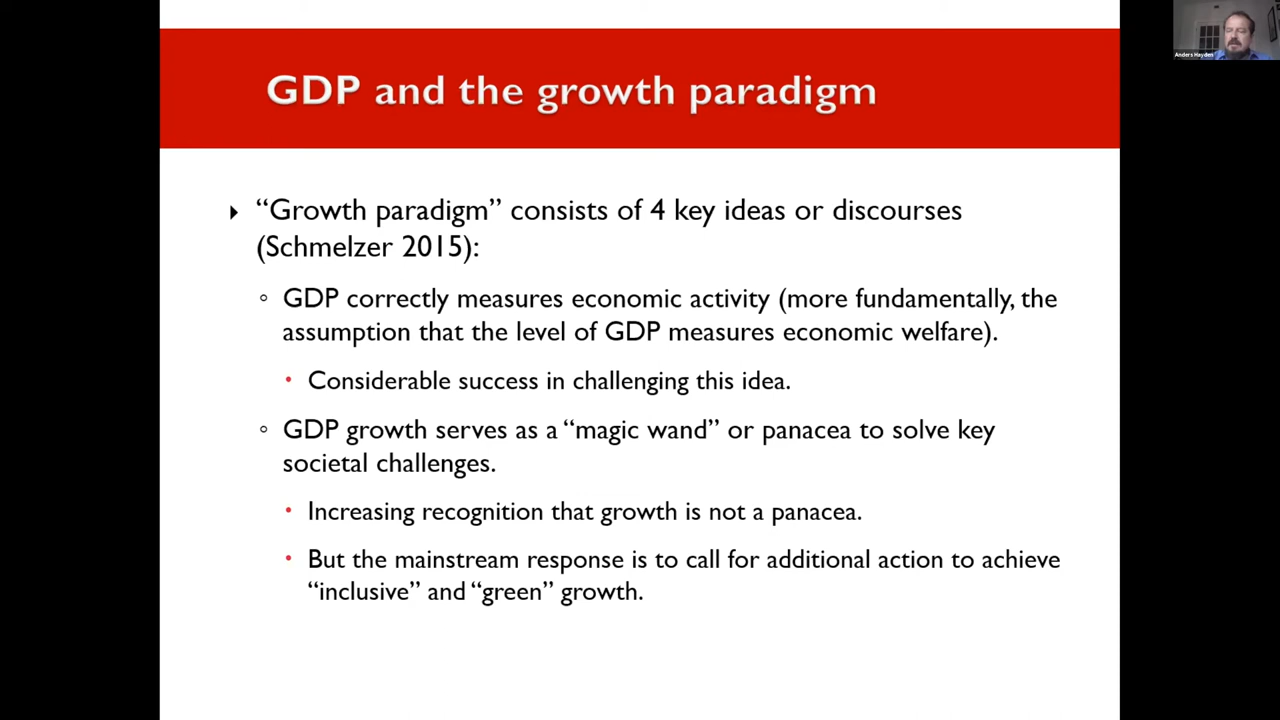 GDP and the growth paradigm
Anders Hayden
“Growth paradigm” consists of 4 key ideas or discourses
(Schmelzer 2015):
GDP correctly measures economic activity (more fundamentally, the
assumption that the level of GDP measures economic welfare).
Considerable success in challenging this idea.
GDP growth serves as a “magic wand” or panacea to solve key
societal challenges.
Increasing recognition that growth is not a panacea.
But the mainstream response is to call for additional action to achieve
“inclusive” and “green” growth.